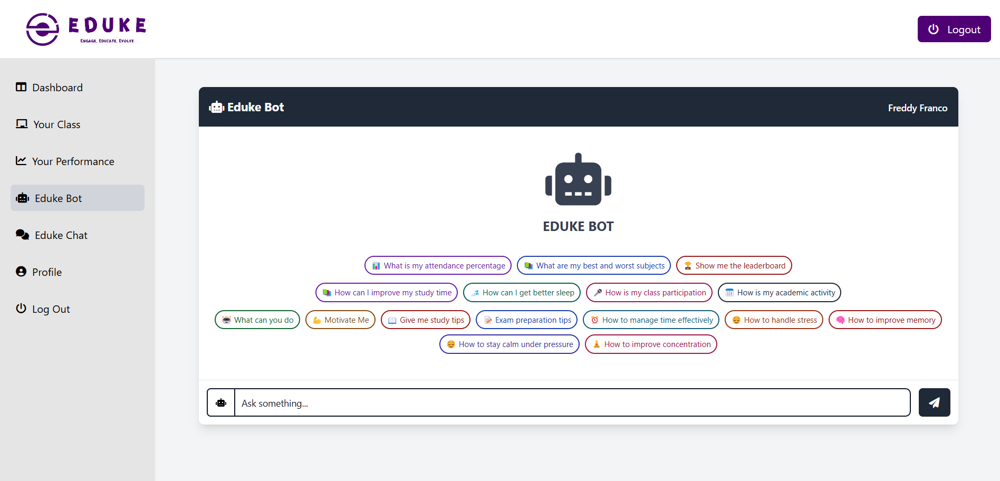 EDUKE
Engage, Educate, Evolve
Logout
Dashboard
Your Class
Your Performance
Eduke Bot
Eduke Chat
Profile
Log Out
Eduke Bot
Freddy Franco
EDUKE BOT
What is my attendance percentage
What are my best and worst subjects
Show me the leaderboard
How can I improve my study time
How can I get better sleep
How is my class participation
How is my academic activity
What can you do
Motivate Me
Give me study tips
Exam preparation tips
How to manage time effectively
How to handle stress
How to improve memory
How to stay calm under pressure
How to improve concentration
Ask something...